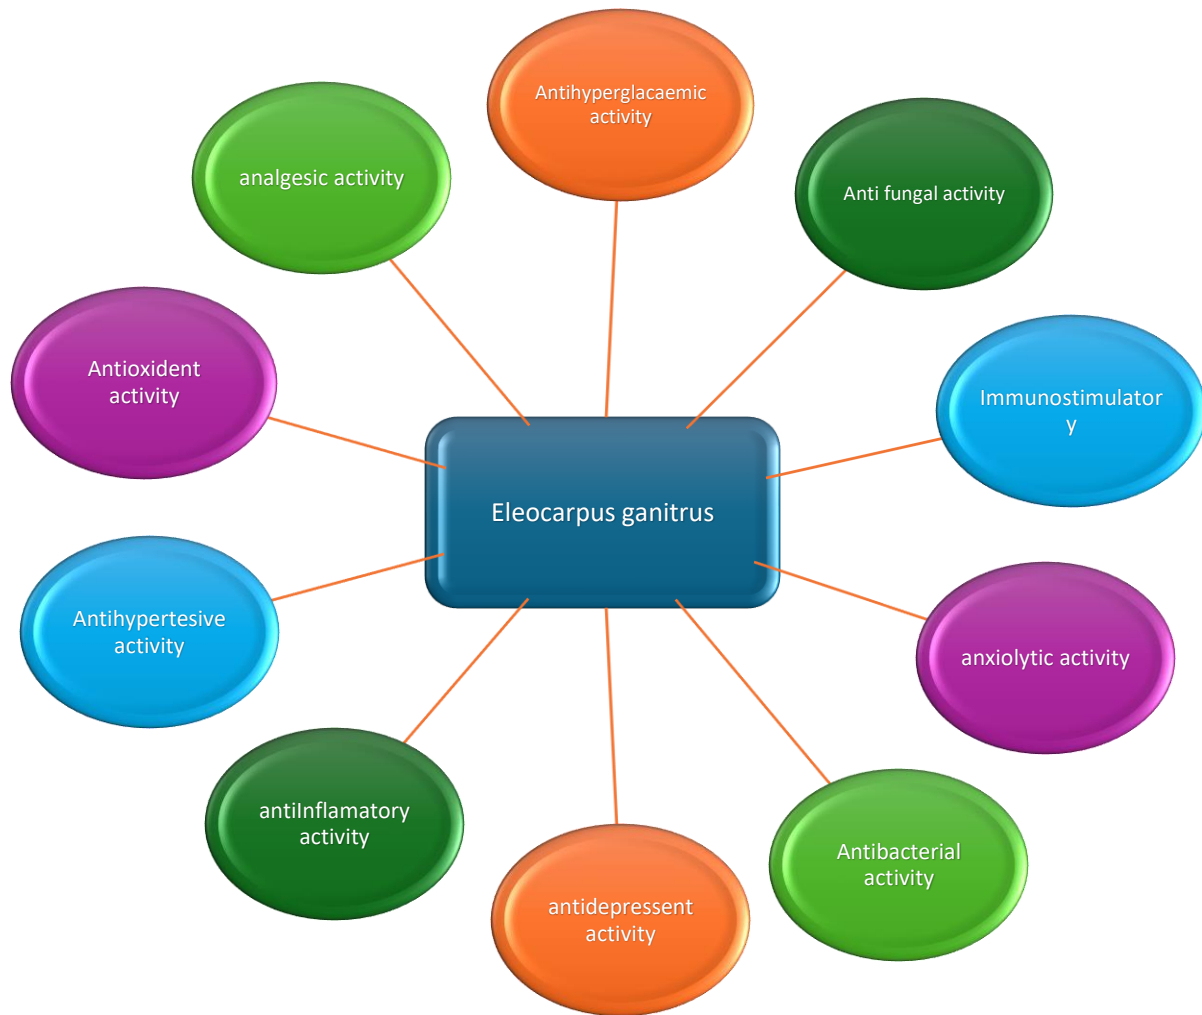 Antihyperglacaemic
activity
analgesic activity
Anti fungal activity
Antioxident
activity
Immunostimulator
y
Eleocarpus ganitrus
Antihypertesive
activity
anxiolytic activity
antiInflamatory
activity
Antibacterial
activity
antidepressent
activity